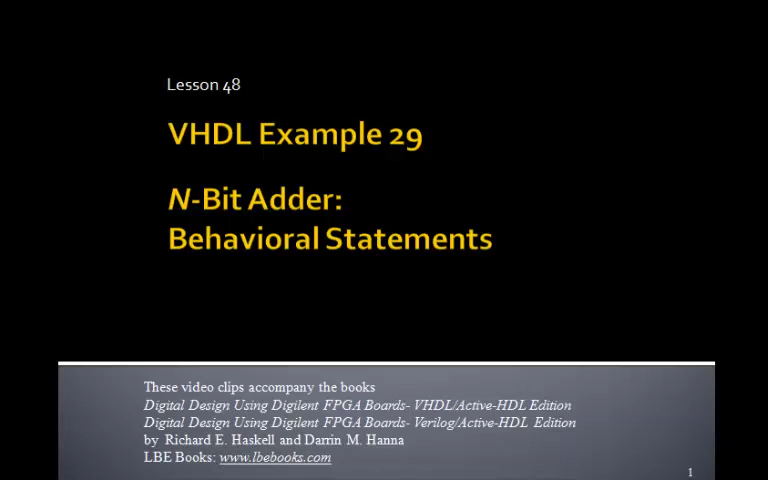 Lesson 48
VHDL Example 29
N-Bit Adder:
Behavioral Statements
These video clips accompany the books
Digital Design Using Digilent FPGA Boards- VHDL/Active-HDL Edition
Digital Design Using Digilent FPGA Boards- Verilog/Active-HDL Edition
by Richard E. Haskell and Darrin M. Hanna
LBE Books: www.lbebooks.com
1